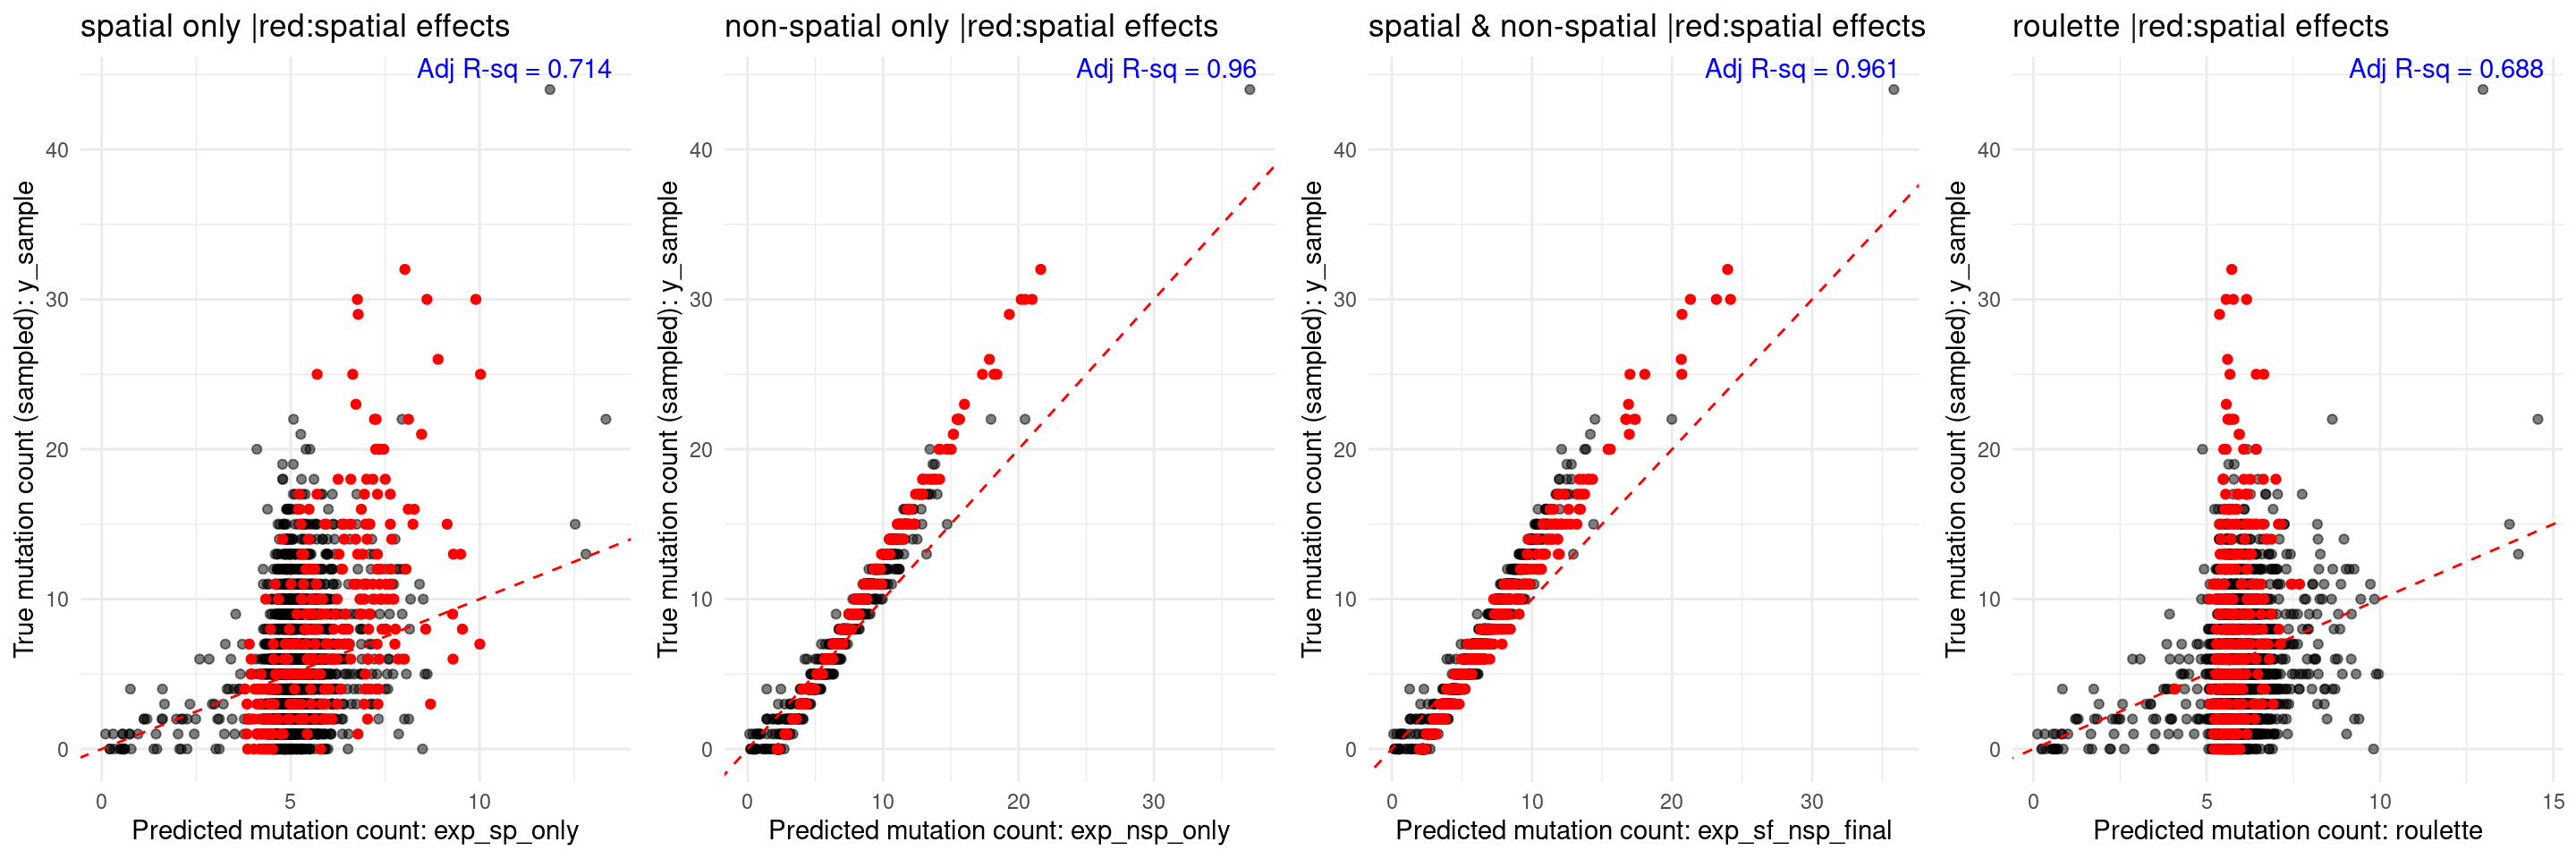 spatial only |red:spatial effects
Adj R-sq = 0.714
True mutation count (sampled): y_sample
40
30
20
10
0
0 5 10
Predicted mutation count: exp_sp_only
non-spatial only |red:spatial effects
Adj R-sq = 0.96
True mutation count (sampled): y_sample
40
30
20
10
0
0 10 20 30
Predicted mutation count: exp_nsp_only
spatial & non-spatial |red:spatial effects
Adj R-sq = 0.961
True mutation count (sampled): y_sample
40
30
20
10
0
0 10 20 30
Predicted mutation count: exp_sf_nsp_final
roulette |red:spatial effects
Adj R-sq = 0.688
True mutation count (sampled): y_sample
40
30
20
10
0
0 5 10 15
Predicted mutation count: roulette